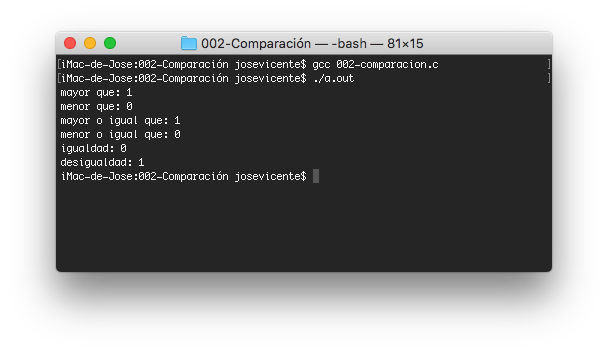 002-Comparación — -bash — 81×15
[iMac-de-Jose:002-Comparación josevicente$ gcc 002-comparacion.c ]
[iMac-de-Jose:002-Comparación josevicente$ ./a.out ]
mayor que: 1
menor que: 0
mayor o igual que: 1
menor o igual que: 0
igualdad: 0
desigualdad: 1
iMac-de-Jose:002-Comparación josevicente$